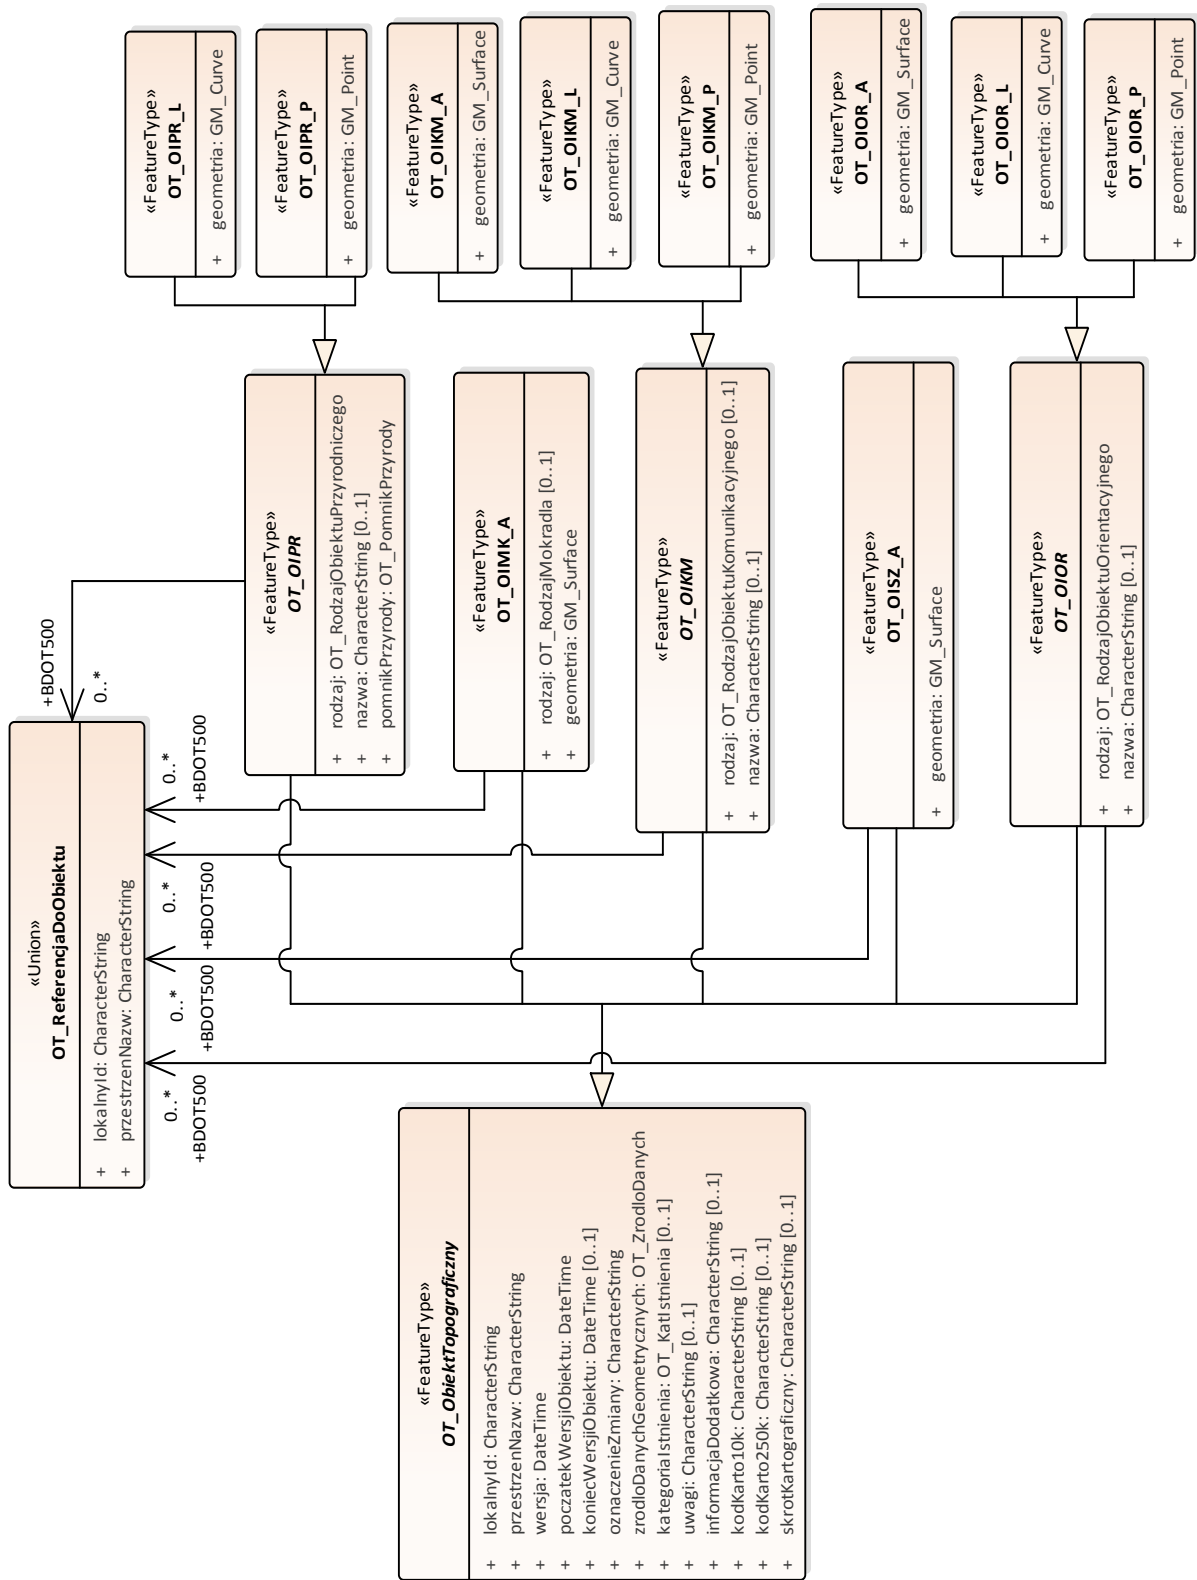 «Union»
OT_ReferencjaDoObiektu
+ lokalnyId: CharacterString
+ przestrzenNazw: CharacterString
+BDOT500
0..*
0..*
+BDOT500
0..*
+BDOT500
0..*
+BDOT500
0..*
+BDOT500
«FeatureType»
OT_ObiektTopograficzny
+ lokalnyId: CharacterString
+ przestrzenNazw: CharacterString
+ wersja: DateTime
+ poczatekWersjiObiektu: DateTime
+ koniecWersjiObiektu: DateTime [0..1]
+ oznaczenieZmiany: CharacterString
+ zrodloDanychGeometrycznych: OT_ZrodloDanych
+ kategoriaIstnienia: OT_KatIstnienia [0..1]
+ uwagi: CharacterString [0..1]
+ informacjaDodatkowa: CharacterString [0..1]
+ kodKarto10k: CharacterString [0..1]
+ kodKarto250k: CharacterString [0..1]
+ skrotKartograficzny: CharacterString [0..1]
«FeatureType»
OT_OIPR
+ rodzaj: OT_RodzajObiektuPrzyrodniczego
+ nazwa: CharacterString [0..1]
+ pomnikPrzyrody: OT_PomnikPrzyrody
«FeatureType»
OT_OIMK_A
+ rodzaj: OT_RodzajMokradla [0..1]
+ geometria: GM_Surface
«FeatureType»
OT_OIKM
+ rodzaj: OT_RodzajObiektuKomunikacyjnego [0..1]
+ nazwa: CharacterString [0..1]
«FeatureType»
OT_OISZ_A
+ geometria: GM_Surface
«FeatureType»
OT_OIOR
+ rodzaj: OT_RodzajObiektuOrientacyjnego
+ nazwa: CharacterString [0..1]
«FeatureType»
OT_OIPR_L
+ geometria: GM_Curve
«FeatureType»
OT_OIPR_P
+ geometria: GM_Point
«FeatureType»
OT_OIKM_A
+ geometria: GM_Surface
«FeatureType»
OT_OIKM_L
+ geometria: GM_Curve
«FeatureType»
OT_OIKM_P
+ geometria: GM_Point
«FeatureType»
OT_OIOR_A
+ geometria: GM_Surface
«FeatureType»
OT_OIOR_L
+ geometria: GM_Curve
«FeatureType»
OT_OIOR_P
+ geometria: GM_Point